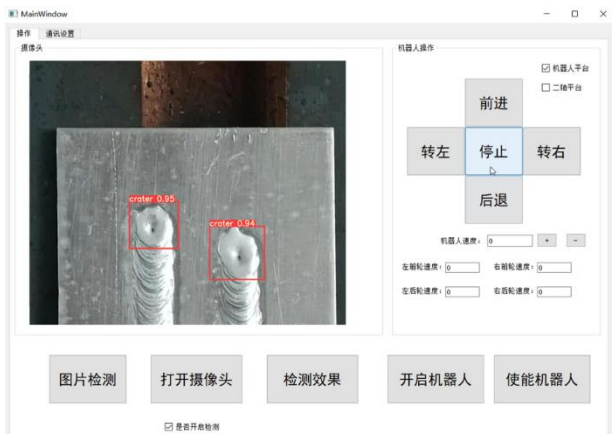 MainWindow
操作 通讯设置
摄像头
crater 0.95
crater 0.94
机器人操作
机器人平台
二轴平台
前进
转左 停止 转右
后退
机器人速度: 0 + -
左前轮速度: 0 右前轮速度: 0
左后轮速度: 0 右后轮速度: 0
图片检测 打开摄像头 检测效果 开启机器人 使能机器人
是否开启检测